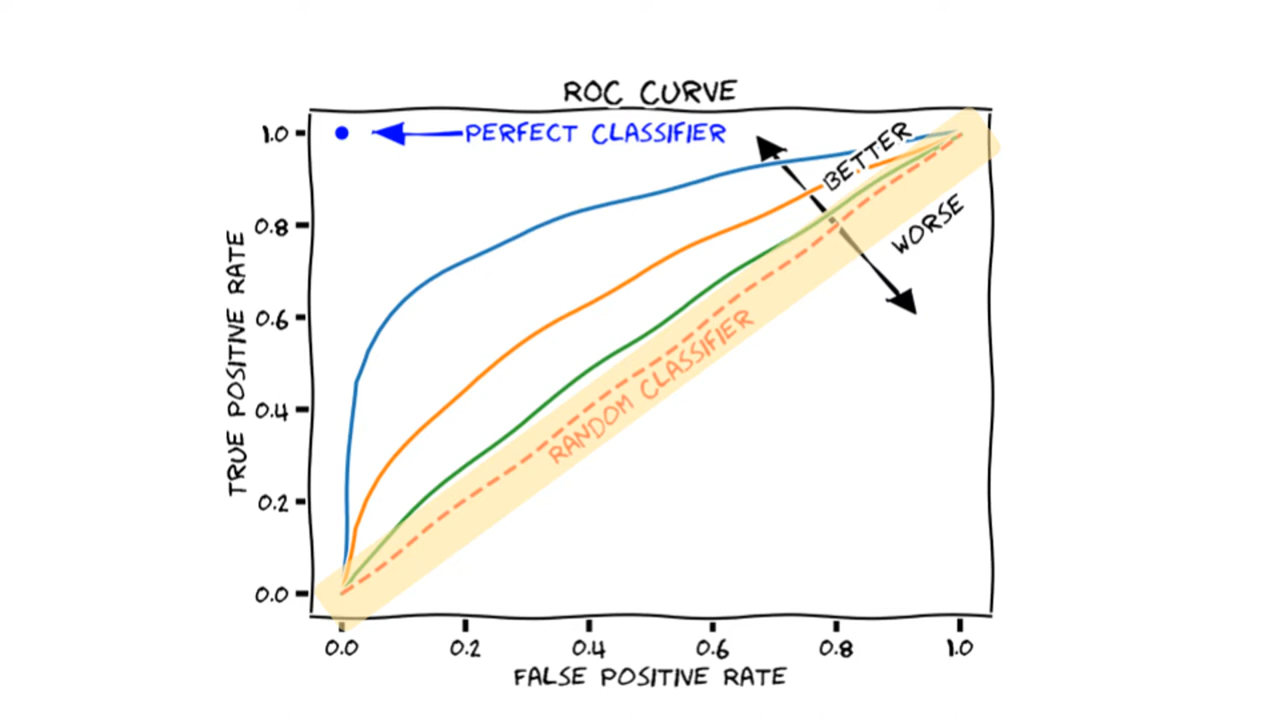 ROC CURVE
PERFECT CLASSIFIER
BETTER
WORSE
RANDOM CLASSIFIER
TRUE POSITIVE RATE
1.0
0.8
0.6
0.4
0.2
0.0
0.0 0.2 0.4 0.6 0.8 1.0
FALSE POSITIVE RATE